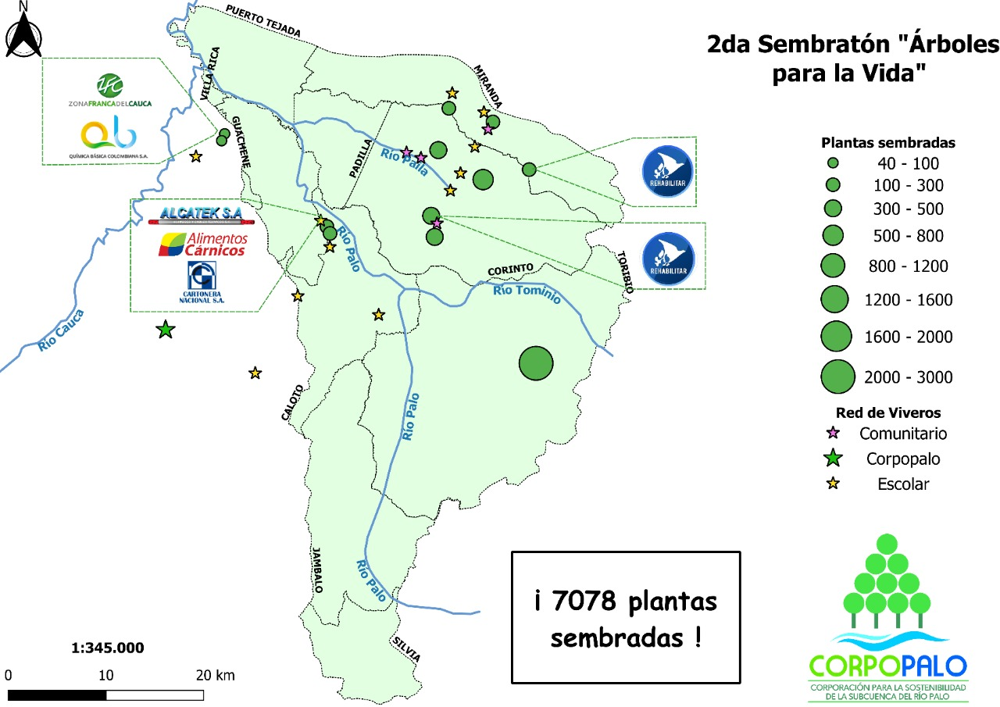 N
2da Sembratón "Árboles
para la Vida"
PUERTO TEJADA
VILLA RICA
MIRANDA
GUACHENE
PADILLA
ZFC
ZONAFRANCADELCAUCA
QUÍMICA BÁSICA COLOMBIANA S.A.
Río Paila
REHABILITAR
ALCATEK S.A
Alimentos
Cárnicos
CARTONERA
NACIONAL S.A.
Río Palo
REHABILITAR
TORIBIO
CORINTO
Río Tominio
Río Cauca
CALOTO
Río Palo
JAMBALO
Río Palo
SILVIA
Plantas sembradas
40 - 100
100 - 300
300 - 500
500 - 800
800 - 1200
1200 - 1600
1600 - 2000
2000 - 3000
Red de Viveros
Comunitario
Corpopalo
Escolar
¡ 7078 plantas
sembradas !
1:345.000
0 10 20 km
CORPOPALO
CORPORACIÓN PARA LA SOSTENIBILIDAD
DE LA SUBCUENCA DEL RÍO PALO